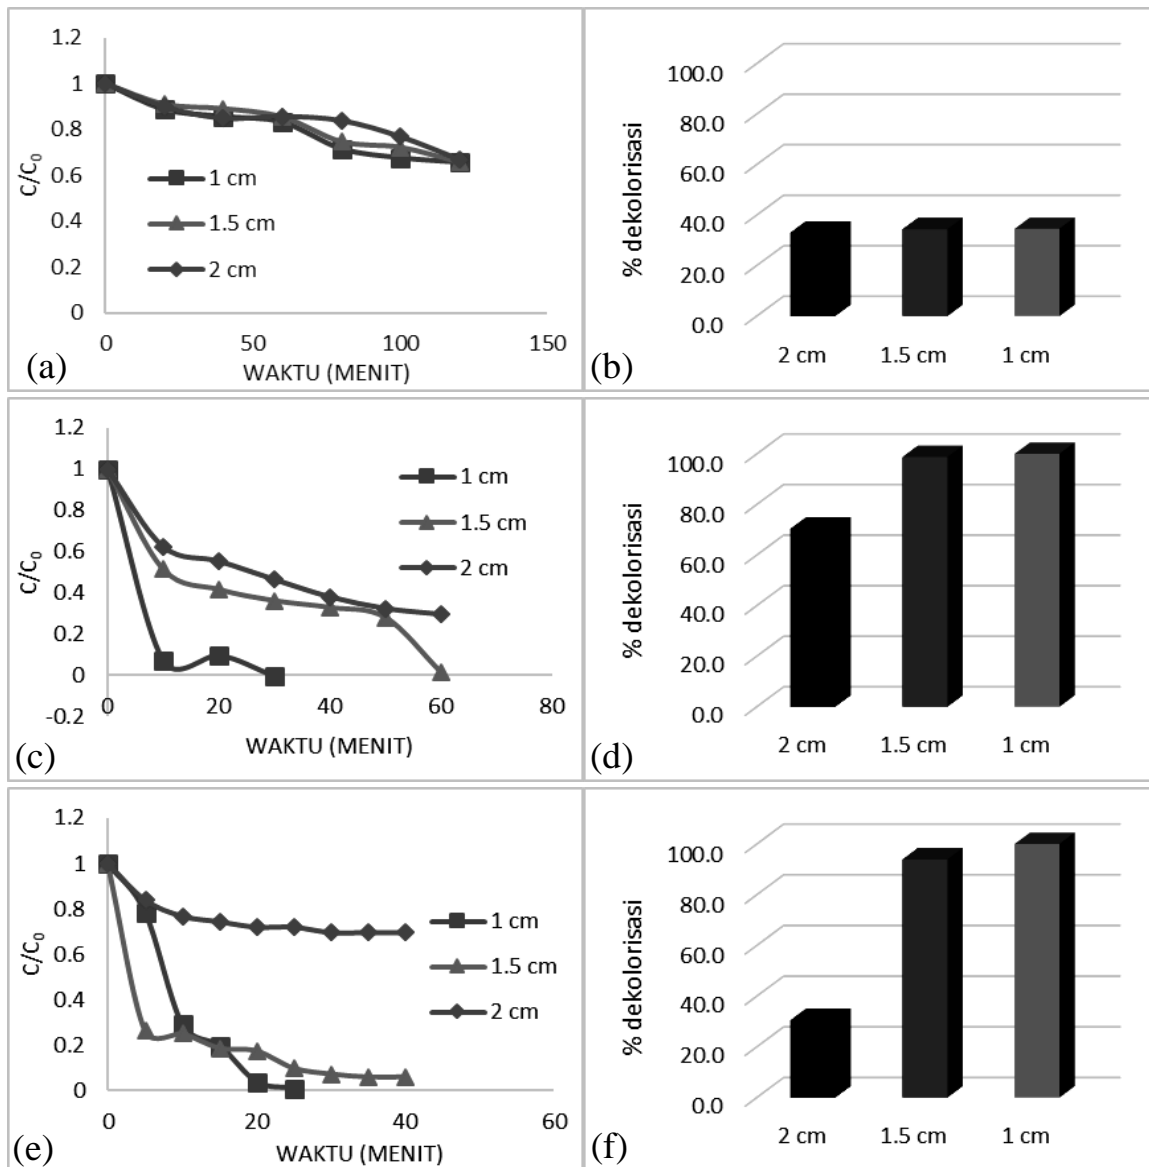 1.2
1
0.8
0.6
0.4
0.2
0
C/C0
1 cm
1.5 cm
2 cm
0 50 100 150
WAKTU (MENIT)
(a)
100.0
80.0
60.0
40.0
20.0
0.0
% dekolorisasi
2 cm 1.5 cm 1 cm
(b)
1.2
1
0.8
0.6
0.4
0.2
0
-0.2
C/C0
1 cm
1.5 cm
2 cm
0 20 40 60 80
WAKTU (MENIT)
(c)
100.0
80.0
60.0
40.0
20.0
0.0
% dekolorisasi
2 cm 1.5 cm 1 cm
(d)
1.2
1
0.8
0.6
0.4
0.2
0
C/C0
1 cm
1.5 cm
2 cm
0 20 40 60
WAKTU (MENIT)
(e)
100.0
80.0
60.0
40.0
20.0
0.0
% dekolorisasi
2 cm 1.5 cm 1 cm
(f)